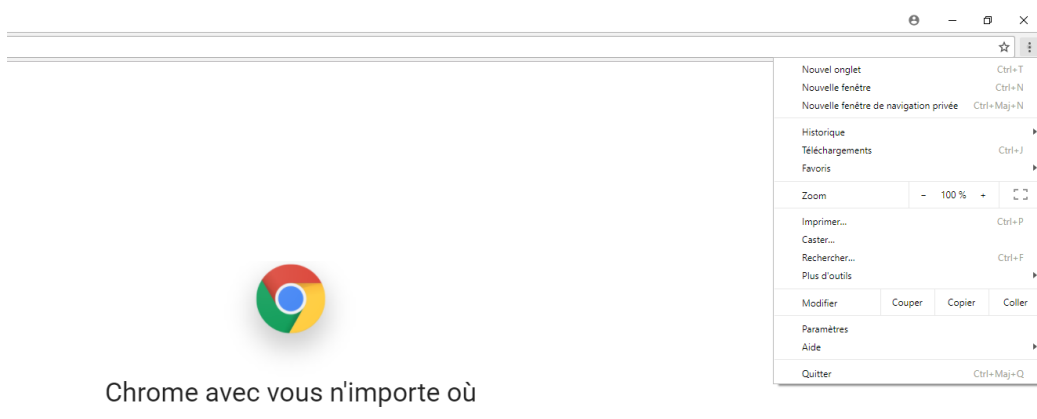 Nouvel onglet Ctrl+T
Nouvelle fenêtre Ctrl+N
Nouvelle fenêtre de navigation privée Ctrl+Maj+N
Historique
Téléchargements Ctrl+J
Favoris
Zoom - 100 % +
Imprimer... Ctrl+P
Caster...
Rechercher... Ctrl+F
Plus d'outils
Modifier Couper Copier Coller
Paramètres
Aide
Quitter Ctrl+Maj+Q
Chrome avec vous n'importe où